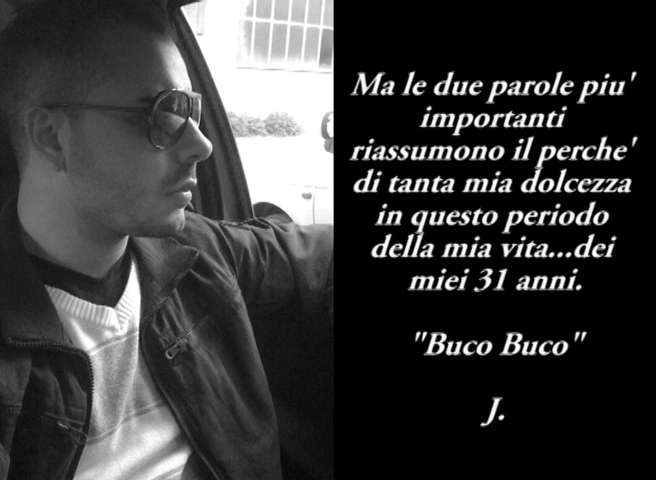 Ma le due parole piu'
importanti
riassumono il perche'
di tanta mia dolcezza
in questo periodo
della mia vita...dei
miei 31 anni.
"Buco Buco"
J.